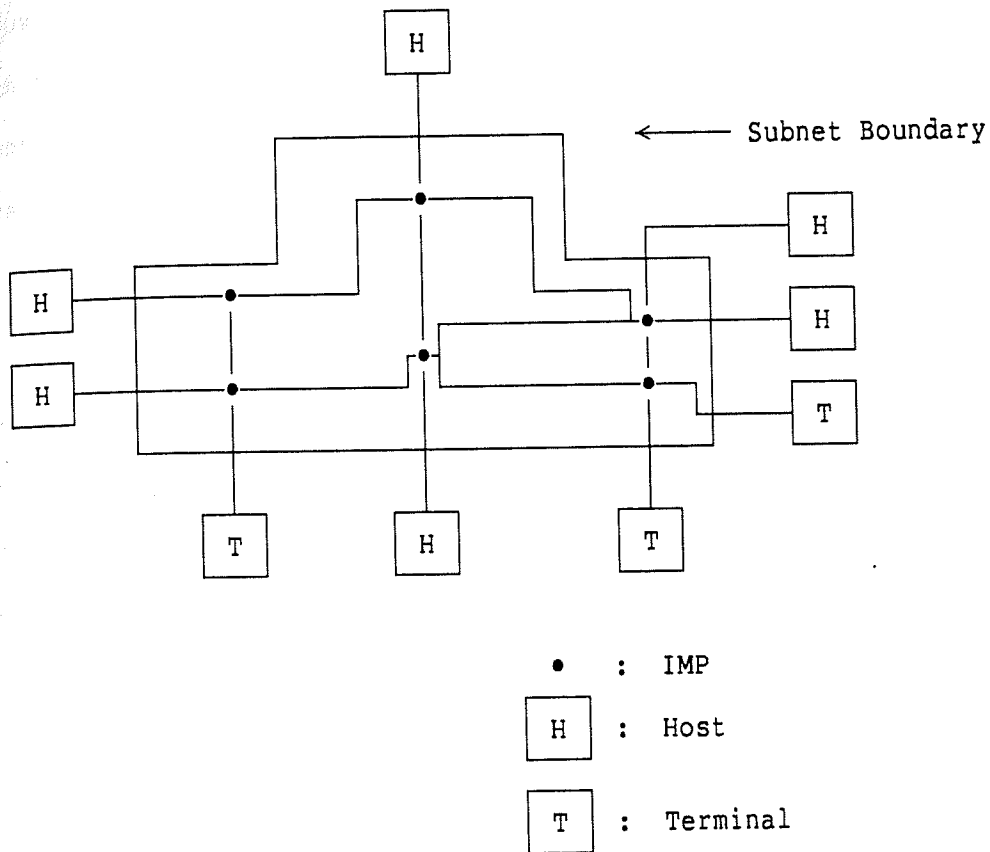 H
← Subnet Boundary
H
H
H
H
T
T
H
T
• : IMP
H : Host
T : Terminal